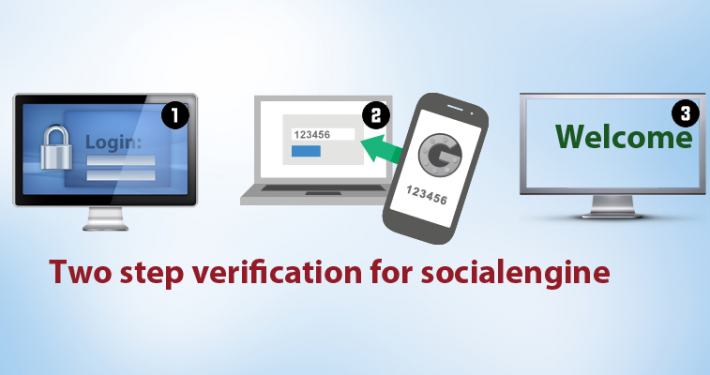 1
Login:
2
123456
G
123456
3
Welcome
Two step verification for socialengine